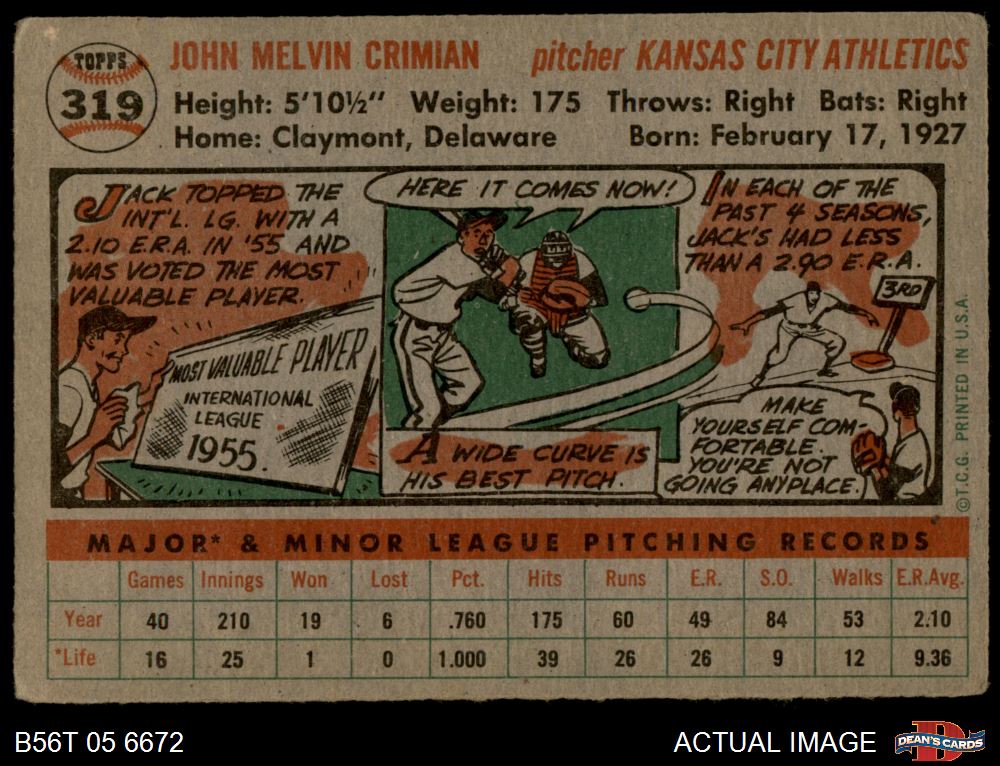 TOPPS
319
JOHN MELVIN CRIMIAN pitcher KANSAS CITY ATHLETICS
Height: 5'10½" Weight: 175 Throws: Right Bats: Right
Home: Claymont, Delaware Born: February 17, 1927
JACK TOPPED THE
INT'L. LG. WITH A
2.10 E.R.A. IN '55 AND
WAS VOTED THE MOST
VALUABLE PLAYER.
MOST VALUABLE PLAYER
INTERNATIONAL
LEAGUE
1955.
HERE IT COMES NOW!
A WIDE CURVE IS
HIS BEST PITCH.
IN EACH OF THE
PAST 4 SEASONS,
JACK'S HAD LESS
THAN A 2.90 E.R.A.
3RD
MAKE
YOURSELF COM-
FORTABLE.
YOU'RE NOT
GOING ANYPLACE.
©T.C.G. PRINTED IN U.S.A.
MAJOR* & MINOR LEAGUE PITCHING RECORDS
Games Innings Won Lost Pct. Hits Runs E.R. S.O. Walks E.R.Avg.
Year 40 210 19 6 .760 175 60 49 84 53 2.10
*Life 16 25 1 0 1.000 39 26 26 9 12 9.36
B56T 05 6672
ACTUAL IMAGE
DEAN'S CARDS